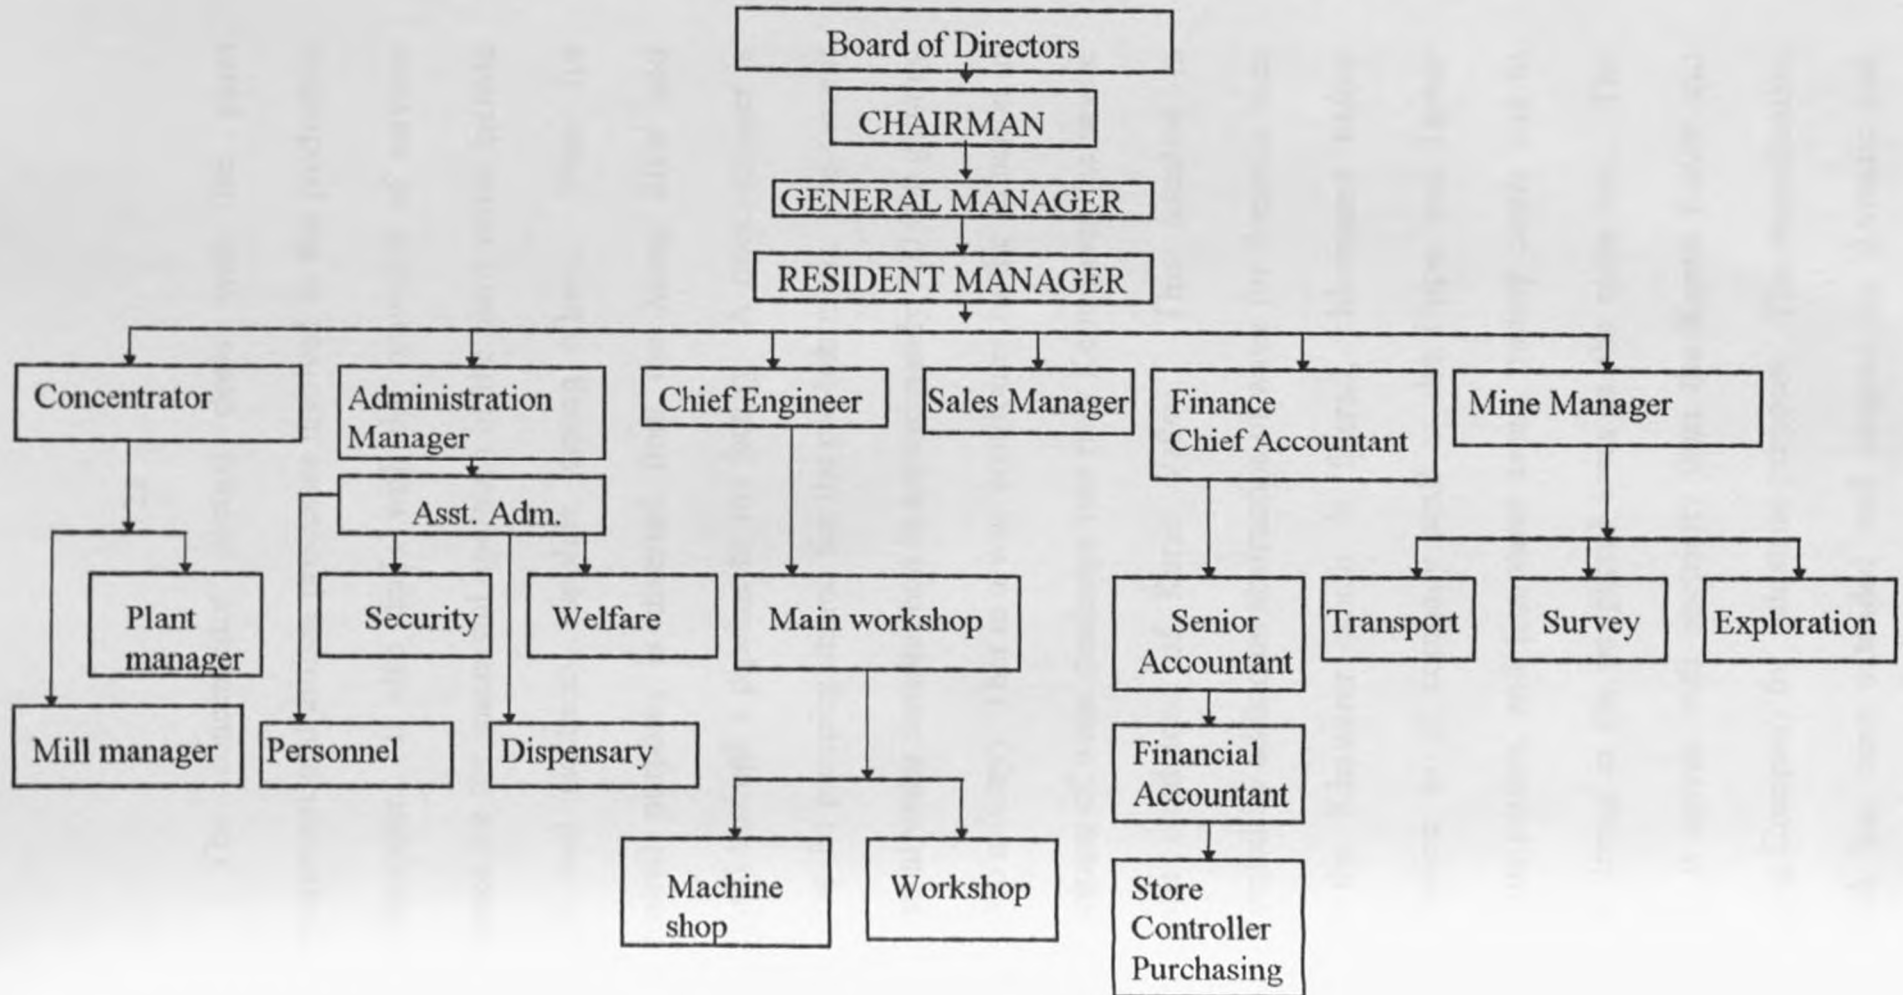 Board of Directors
CHAIRMAN
GENERAL MANAGER
RESIDENT MANAGER
Concentrator
Administration
Manager
Chief Engineer
Sales Manager
Finance
Chief Accountant
Mine Manager
Asst. Adm.
Plant
manager
Security
Welfare
Main workshop
Senior
Accountant
Transport
Survey
Exploration
Mill manager
Personnel
Dispensary
Financial
Accountant
Machine
shop
Workshop
Store
Controller
Purchasing